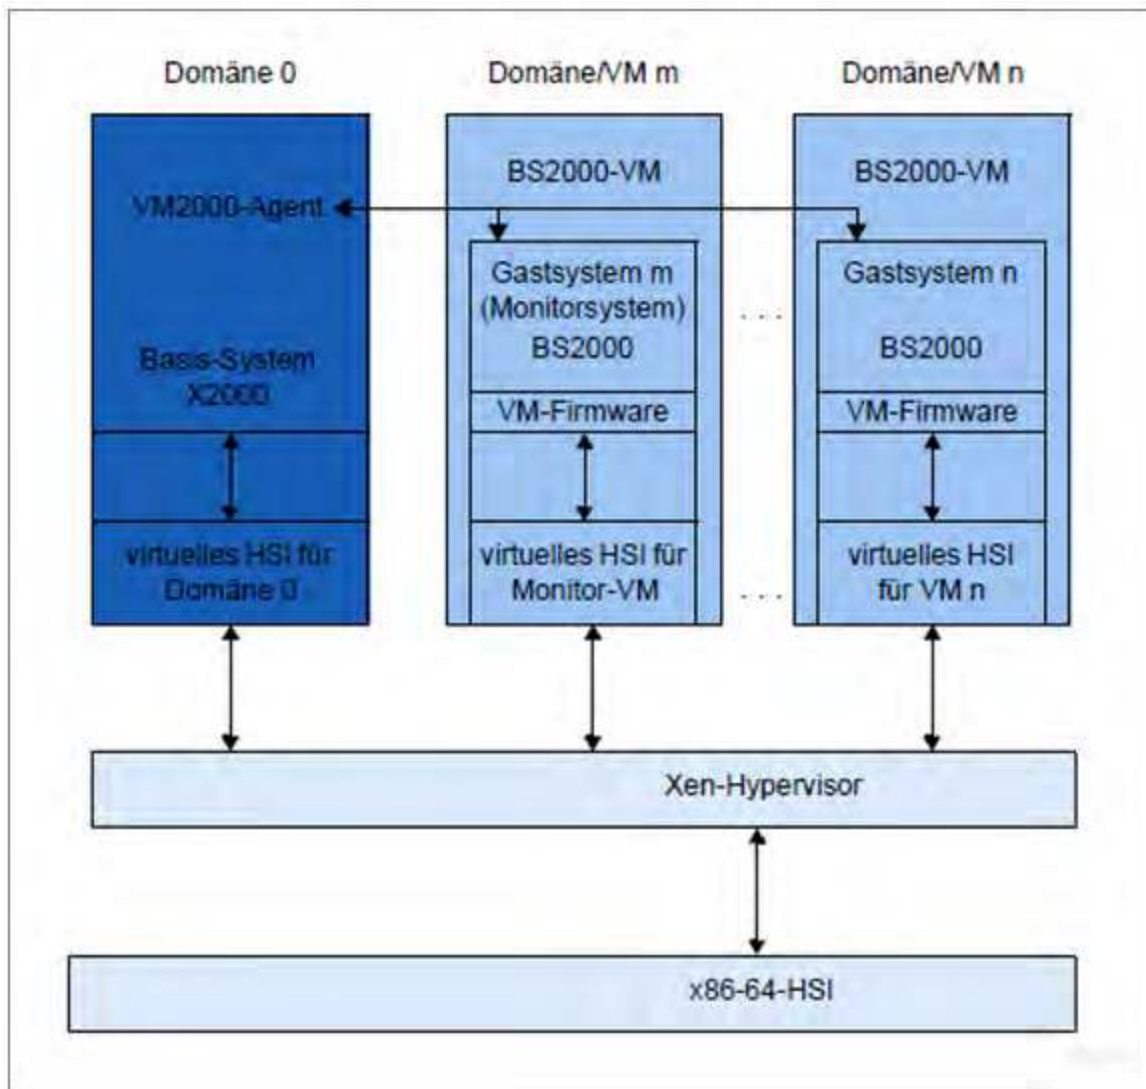 Domäne 0
Domäne/VM m
Domäne/VM n
VM2000-Agent
Basis-System
X2000
virtuelles HSI für
Domäne 0
BS2000-VM
Gastsystem m
(Monitorsystem)
BS2000
VM-Firmware
virtuelles HSI für
Monitor-VM
. . .
. . .
BS2000-VM
Gastsystem n
BS2000
VM-Firmware
virtuelles HSI
für VM n
Xen-Hypervisor
x86-64-HSI